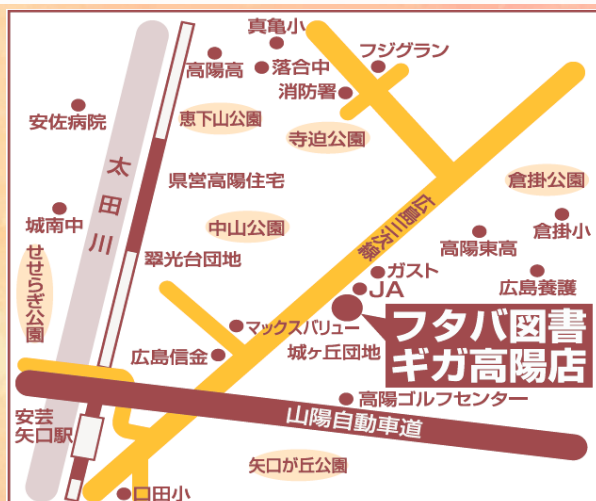 真亀小
高陽高
落合中
フジグラン
消防署
安佐病院
恵下山公園
寺迫公園
太田川
県営高陽住宅
倉掛公園
城南中
中山公園
広島三次線
倉掛小
高陽東高
せせらぎ公園
翠光台団地
ガスト
広島養護
JA
マックスバリュー
フタバ図書
ギガ高陽店
広島信金
城ヶ丘団地
高陽ゴルフセンター
山陽自動車道
安芸
矢口駅
矢口が丘公園
口田小